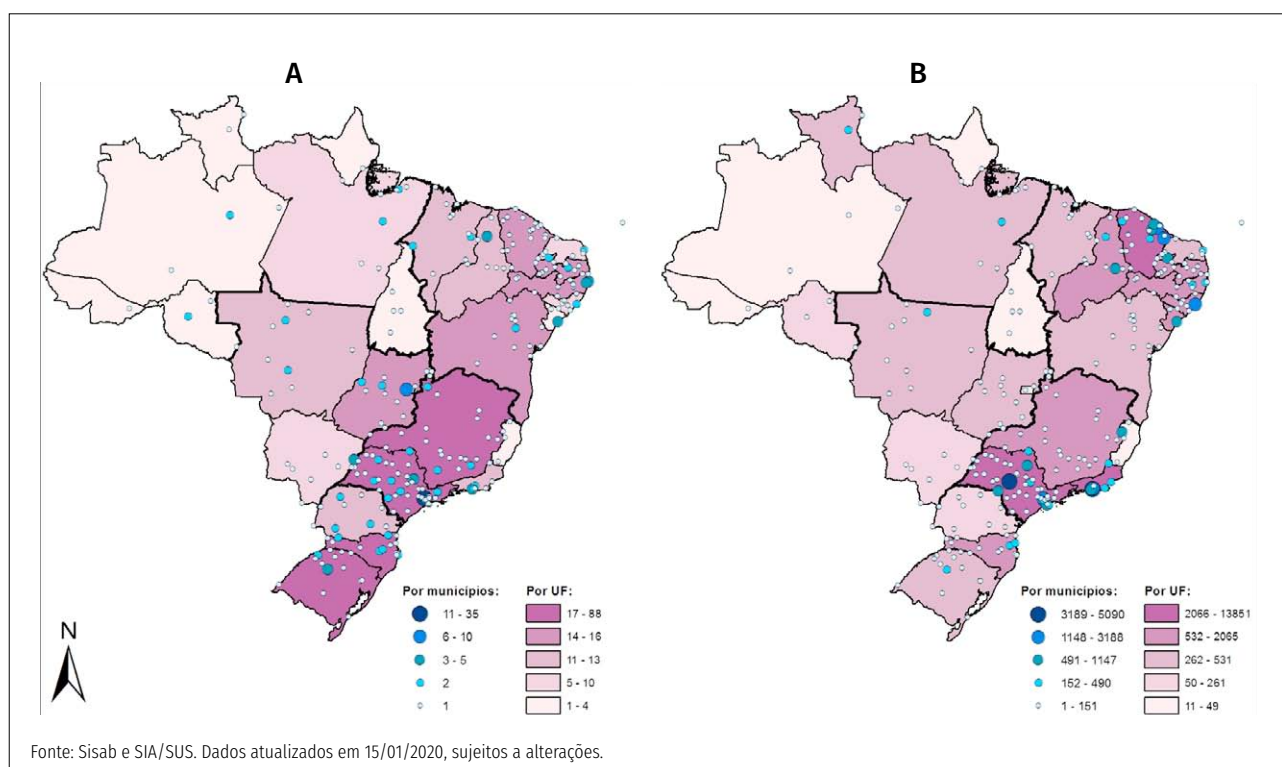 A
B
N
Por municípios:
11 - 35
6 - 10
3 - 5
2
1
Por UF:
17 - 88
14 - 16
11 - 13
5 - 10
1 - 4
Por municípios:
3189 - 5090
1148 - 3188
491 - 1147
152 - 490
1 - 151
Por UF:
2066 - 13851
532 - 2065
262 - 531
50 - 261
11 - 49
Fonte: Sisab e SIA/SUS. Dados atualizados em 15/01/2020, sujeitos a alterações.